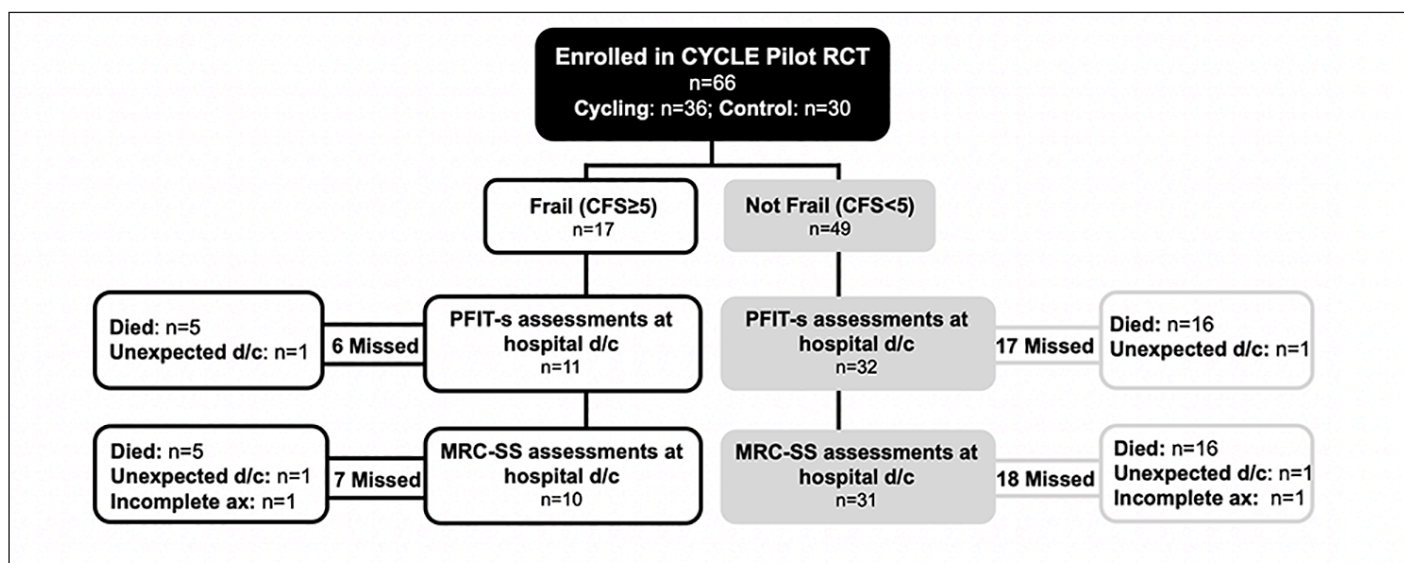 Enrolled in CYCLE Pilot RCT
n=66
Cycling: n=36; Control: n=30
Frail (CFS≥5)
n=17
Not Frail (CFS<5)
n=49
Died: n=5
Unexpected d/c: n=1
6 Missed
PFIT-s assessments at
hospital d/c
n=11
PFIT-s assessments at
hospital d/c
n=32
17 Missed
Died: n=16
Unexpected d/c: n=1
Died: n=5
Unexpected d/c: n=1
Incomplete ax: n=1
7 Missed
MRC-SS assessments at
hospital d/c
n=10
MRC-SS assessments at
hospital d/c
n=31
18 Missed
Died: n=16
Unexpected d/c: n=1
Incomplete ax: n=1